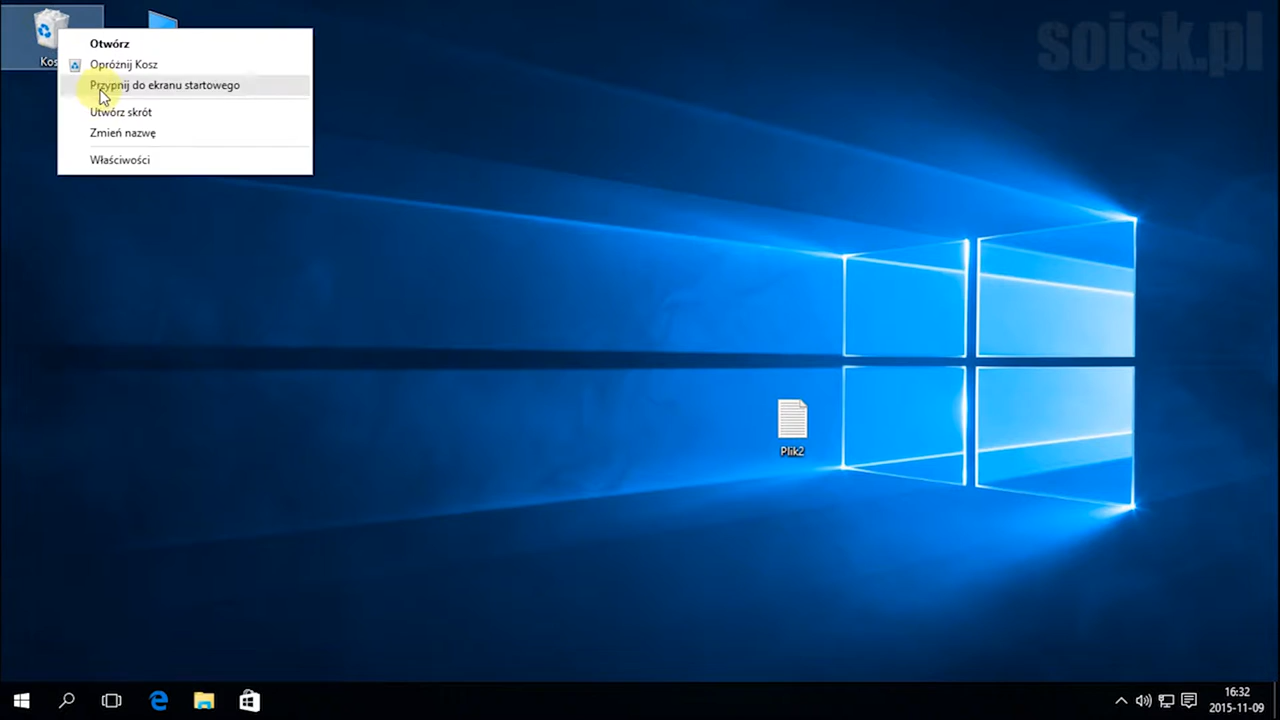 soisk.pl
Kos
Otwórz
Opróżnij Kosz
Przypnij do ekranu startowego
Utwórz skrót
Zmień nazwę
Właściwości
Plik2
16:32
2015-11-09